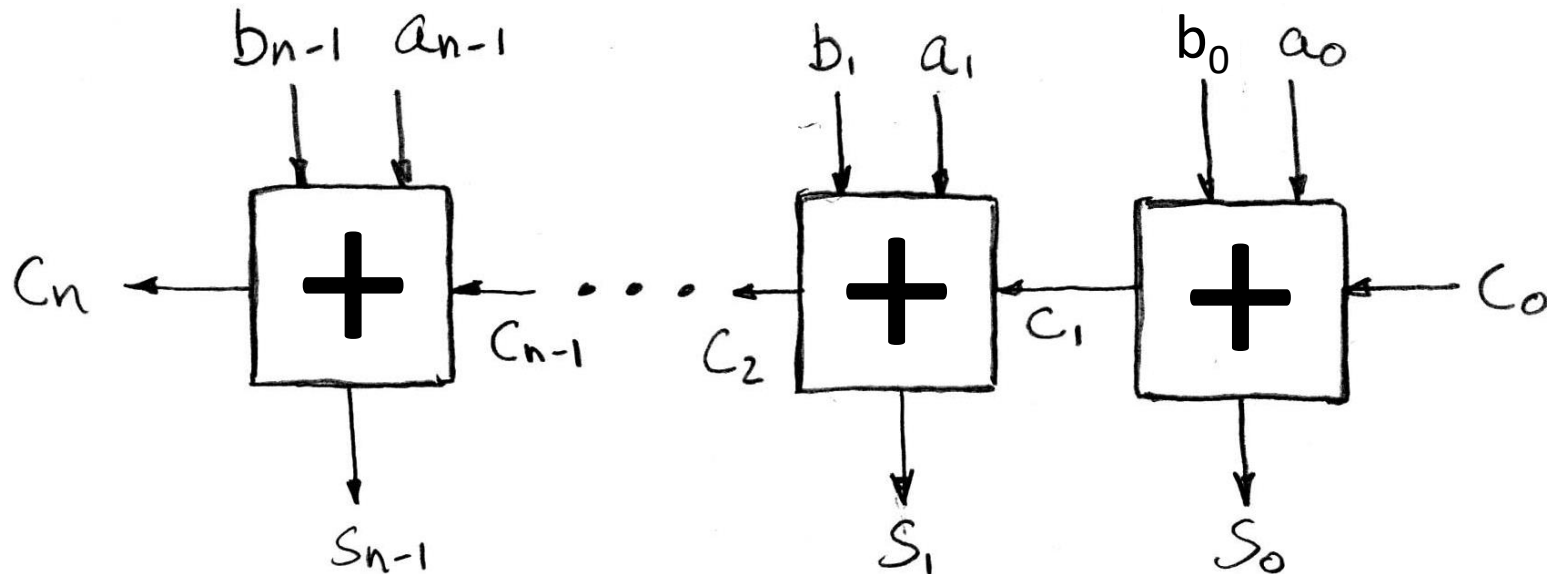 bn-1 an-1 b1 a1 b0 a0
+ + +
Cn Cn-1 C2 C1 C0
Sn-1 S1 S0